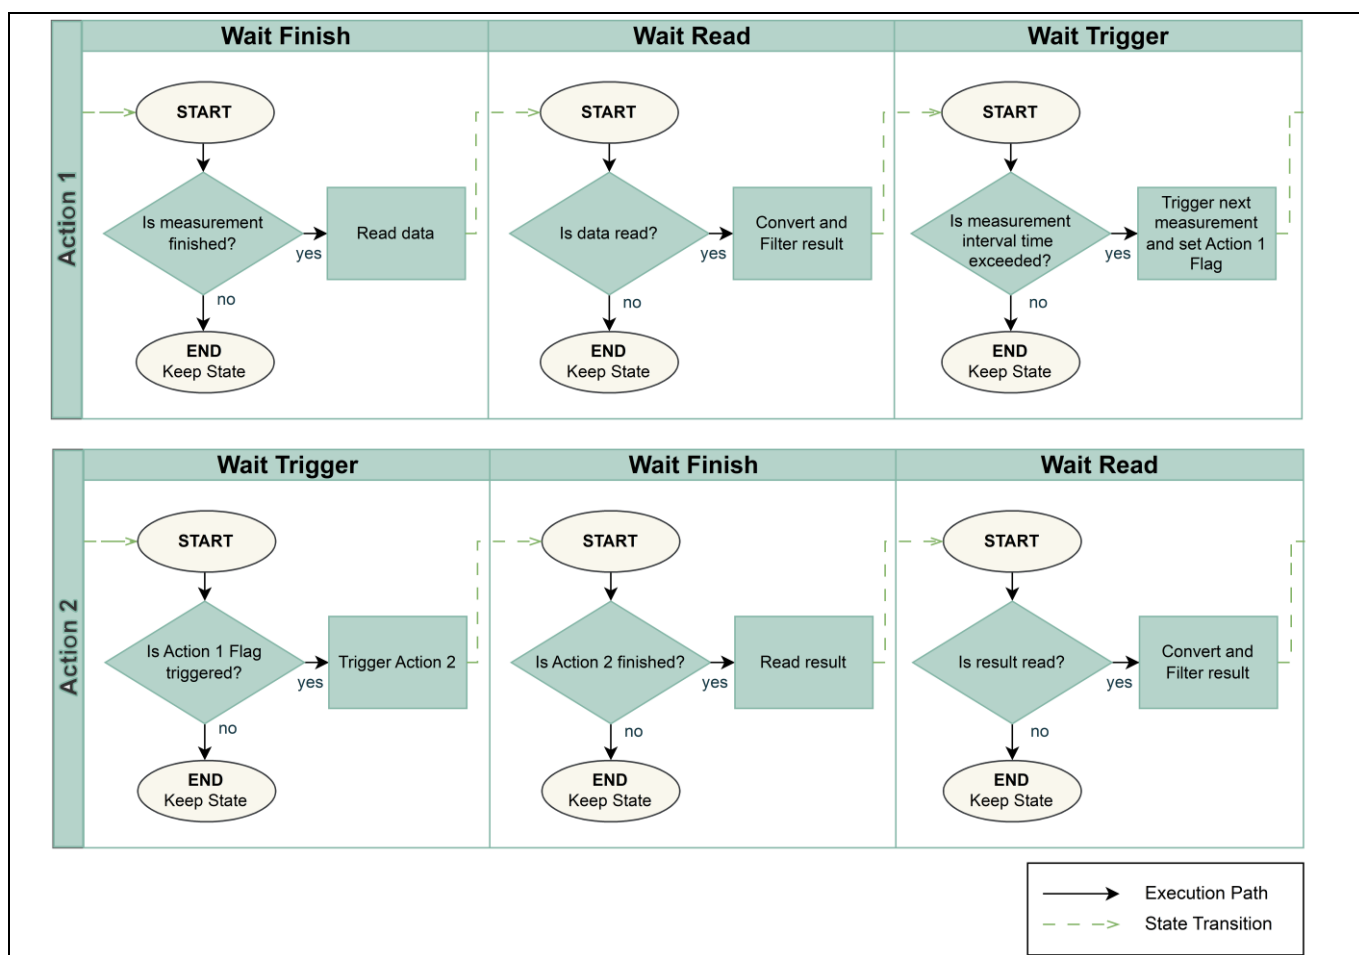 Action 1
Wait Finish
START
Is measurement
finished?
yes
Read data
no
END
Keep State
Wait Read
START
Is data read?
yes
Convert and
Filter result
no
END
Keep State
Wait Trigger
START
Is measurement
interval time
exceeded?
yes
Trigger next
measurement
and set Action 1
Flag
no
END
Keep State
Action 2
Wait Trigger
START
Is Action 1 Flag
triggered?
yes
Trigger Action 2
no
END
Keep State
Wait Finish
START
Is Action 2 finished?
yes
Read result
no
END
Keep State
Wait Read
START
Is result read?
yes
Convert and
Filter result
no
END
Keep State
Execution Path
State Transition